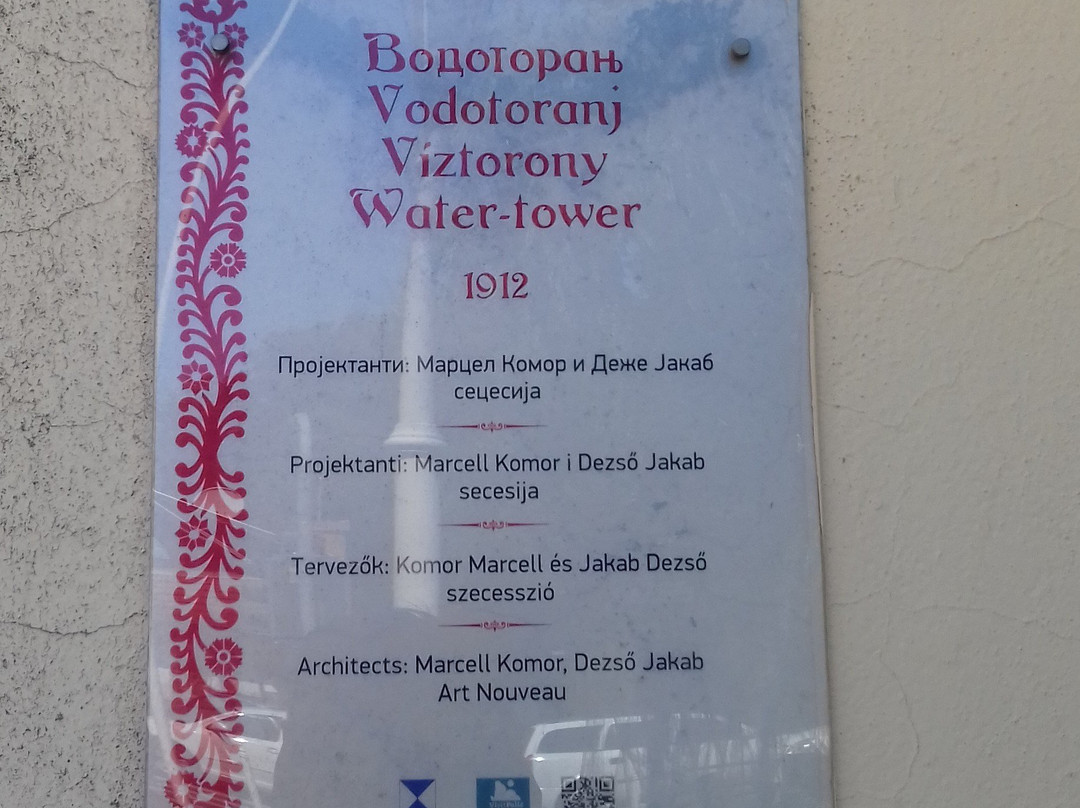 Водоторањ
Vodotoranj
Víztorony
Water-tower
1912
Пројектанти: Марцел Комор и Деже Јакаб
сецесија
Projektanti: Marcell Komor i Dezső Jakab
secesija
Tervezők: Komor Marcell és Jakab Dezső
szecesszió
Architects: Marcell Komor, Dezső Jakab
Art Nouveau